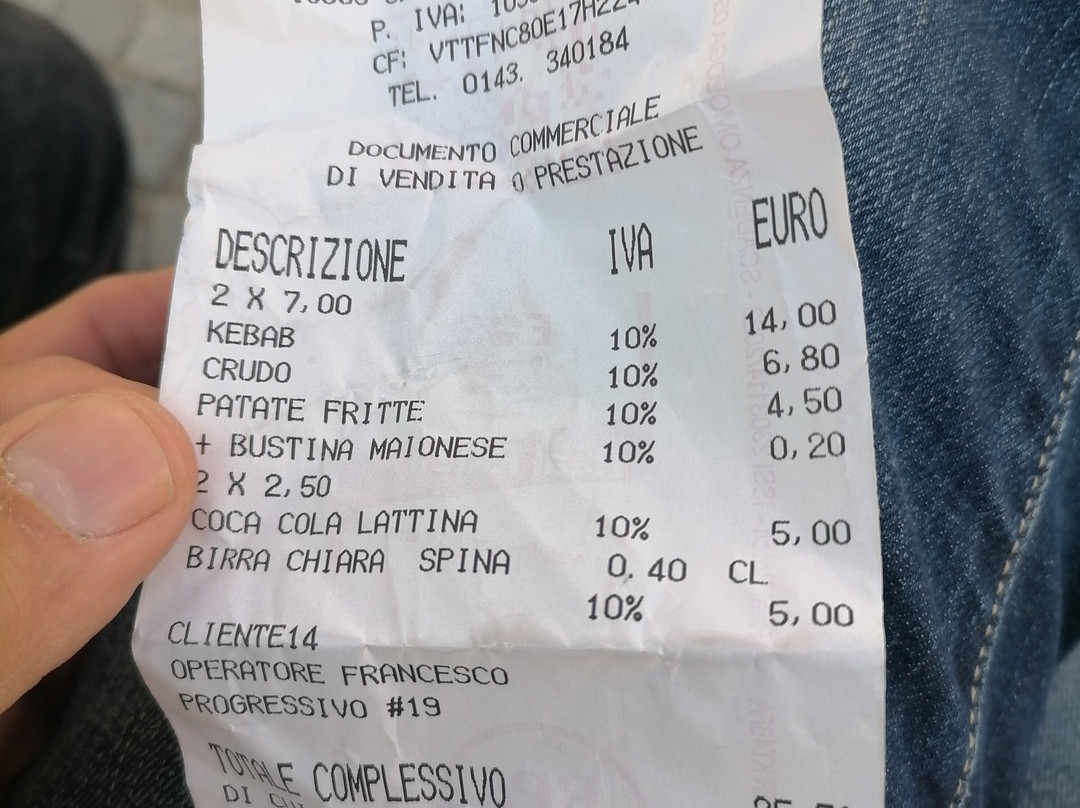 P. IVA:
CF: VTTFNC80E17H22
TEL. 0143. 340184
DOCUMENTO COMMERCIALE
DI VENDITA O PRESTAZIONE
DESCRIZIONE IVA EURO
2 X 7,00
KEBAB 10% 14,00
CRUDO 10% 6,80
PATATE FRITTE 10% 4,50
+ BUSTINA MAIONESE 10% 0,20
2 X 2,50
COCA COLA LATTINA 10% 5,00
BIRRA CHIARA SPINA 0.40 CL
10% 5,00
CLIENTE14
OPERATORE FRANCESCO
PROGRESSIVO #19
TOTALE COMPLESSIVO
DI